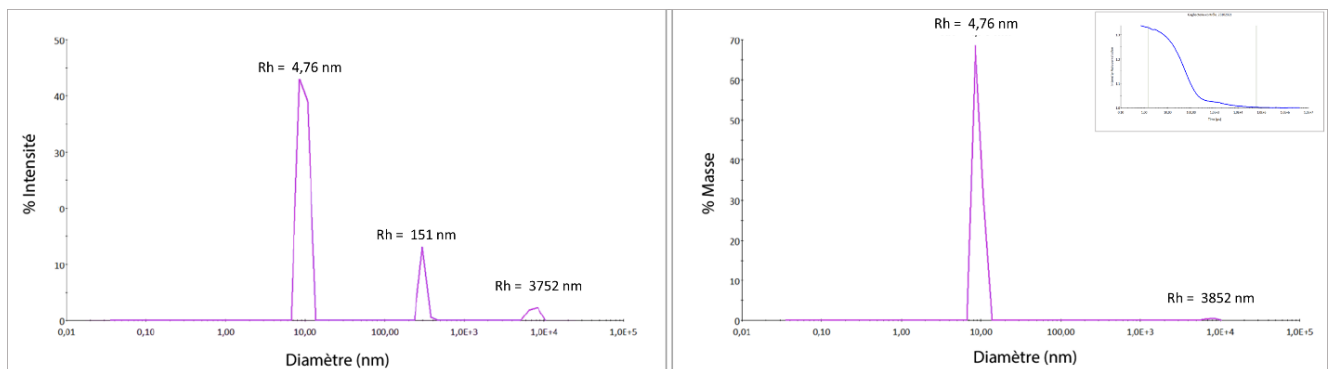 50
40
30
0
10
0
% Intensité
Rh = 4,76 nm
Rh = 151 nm
Rh = 3752 nm
0,01 0,10 1,00 10,00 100,00 1,0E+3 1,0E+4 1,0E+5
Diamètre (nm)
70
60
50
40
30
20
10
0
% Masse
Rh = 4,76 nm
Rh = 3852 nm
0,01 0,10 1,00 10,00 100,00 1,0E+3 1,0E+4 1,0E+5
Diamètre (nm)